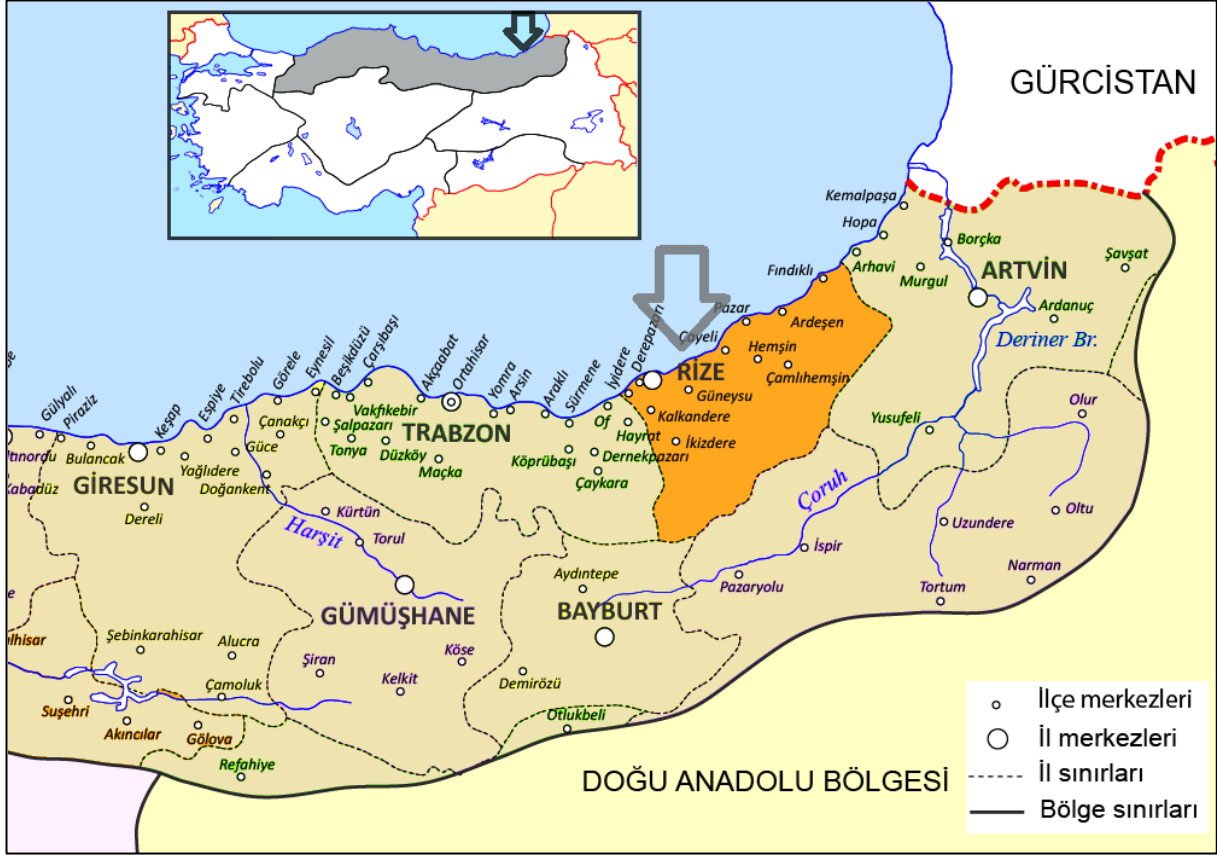 GÜRCİSTAN
Kemalpaşa
Hopa
Borçka
Arhavi
Murgul
ARTVİN
Şavşat
Ardanuç
Deriner Br.
Fındıklı
Pazar
Ardeşen
Çayeli
Hemşin
Çamlıhemşin
Derepazarı
İyidere
RİZE
Güneysu
Kalkandere
İkizdere
Yusufeli
Olur
Gülyalı
Piraziz
Bulancak
Keşap
Espiye
Tirebolu
Görele
Eynesil
Beşikdüzü
Çarşıbaşı
Akçaabat
Ortahisar
Yomra
Arsin
Araklı
Sürmene
Of
Hayrat
Dernekpazarı
Köprübaşı
Çaykara
Çanakçı
Güce
Vakfıkebir
Şalpazarı
Tonya
Düzköy
Maçka
TRABZON
Yağlıdere
Doğankent
GİRESUN
Dereli
Kabadüz
Kürtün
Harşit
Torul
Çoruh
Uzundere
Oltu
İspir
Pazaryolu
Narman
Tortum
Aydıntepe
BAYBURT
GÜMÜŞHANE
Şebinkarahisar
Alucra
Şiran
Köse
Kelkit
Demirözü
Çamoluk
Suşehri
Akıncılar
Gölova
Otlukbeli
Refahiye
DOĞU ANADOLU BÖLGESİ
İlçe merkezleri
İl merkezleri
İl sınırları
Bölge sınırları